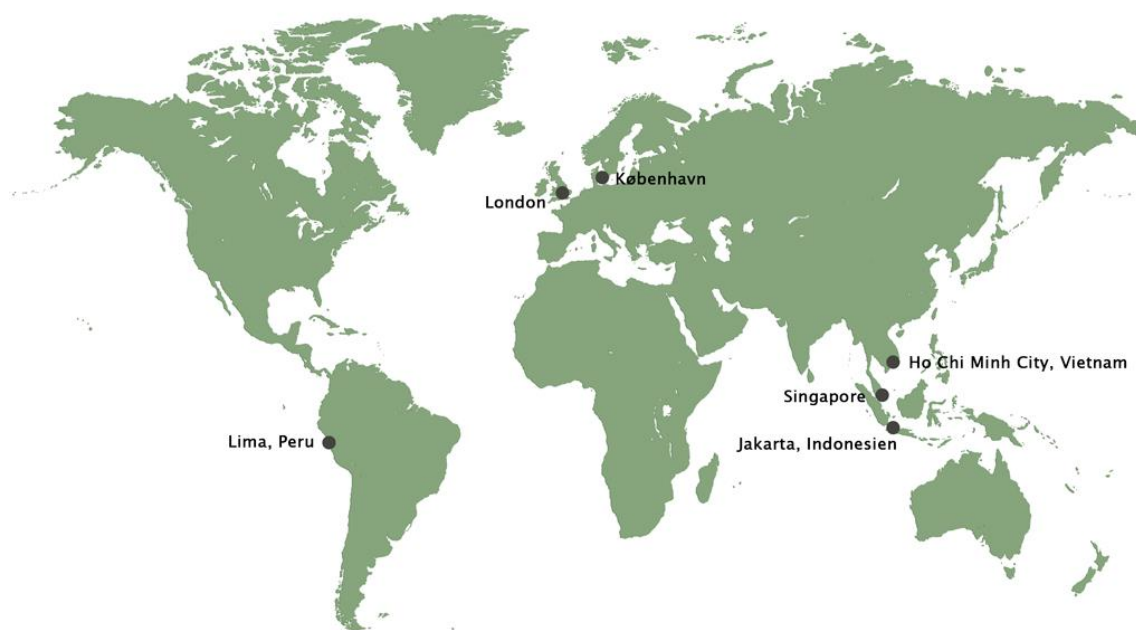 København
London
Ho Chi Minh City, Vietnam
Singapore
Lima, Peru
Jakarta, Indonesien